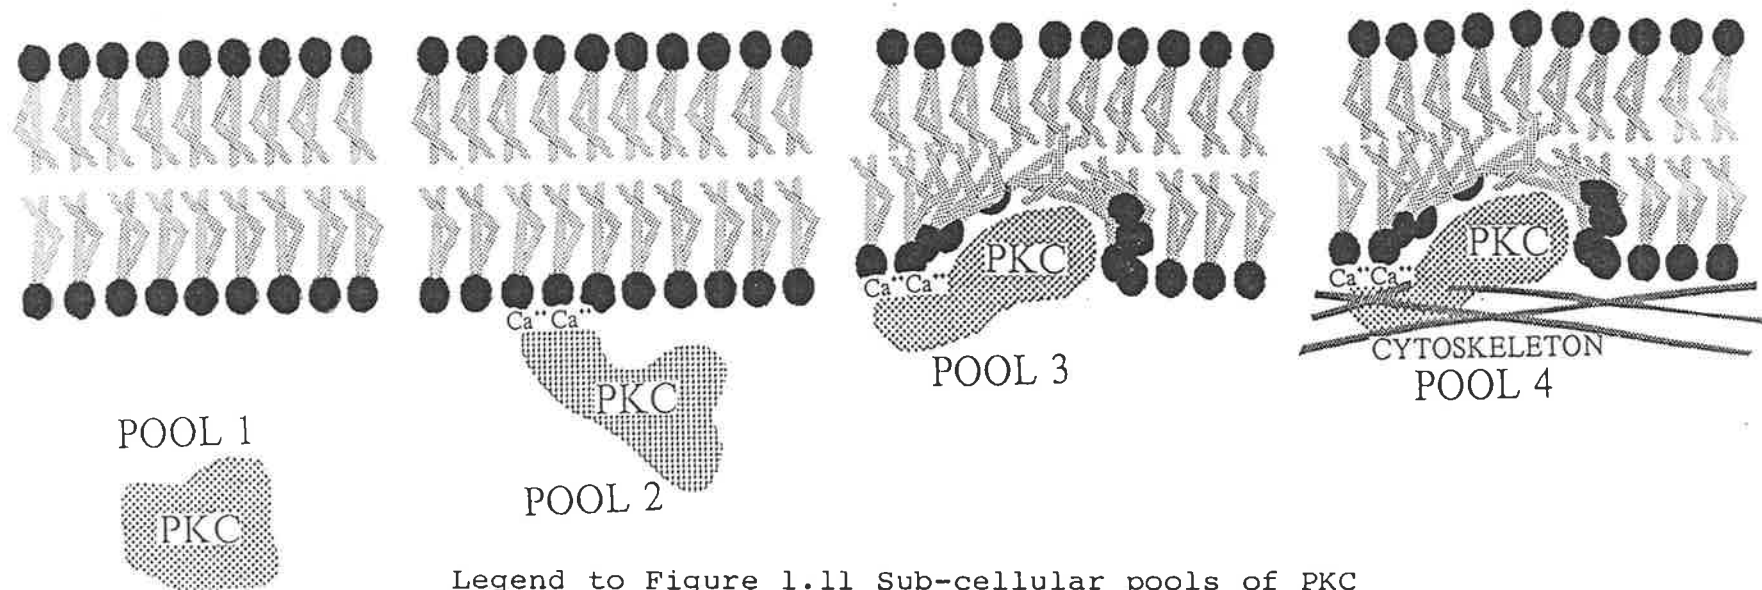 POOL 1
PKC
Ca⁺⁺ Ca⁺⁺
PKC
POOL 2
PKC
Ca⁺⁺ Ca⁺⁺
POOL 3
PKC
Ca⁺⁺ Ca⁺⁺
CYTOSKELETON
POOL 4
Legend to Figure 1.11 Sub-cellular pools of PKC